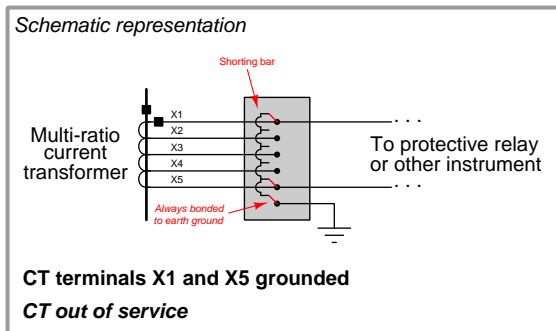 Schematic representation
Shorting bar
X1
X2
X3
X4
X5
Multi-ratio
current
transformer
. . .
To protective relay
or other instrument
. . .
Always bonded
to earth ground
CT terminals X1 and X5 grounded
CT out of service